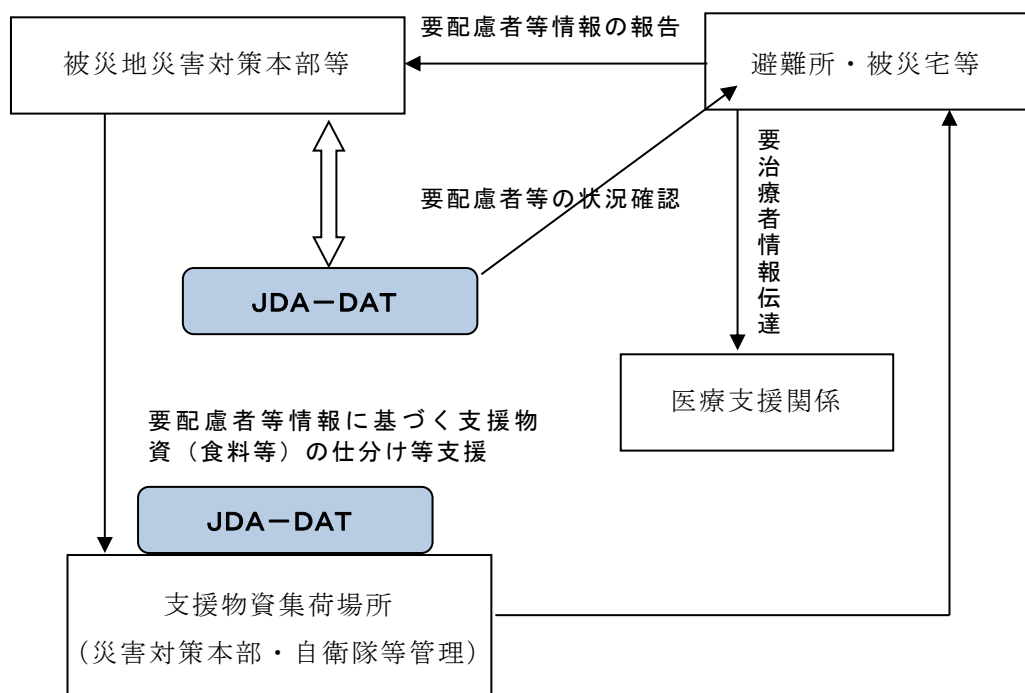 要配慮者等情報の報告
被災地災害対策本部等
避難所・被災宅等
要治療者情報伝達
要配慮者等の状況確認
JDA－DAT
医療支援関係
要配慮者等情報に基づく支援物
資（食料等）の仕分け等支援
JDA－DAT
支援物資集荷場所
（災害対策本部・自衛隊等管理）